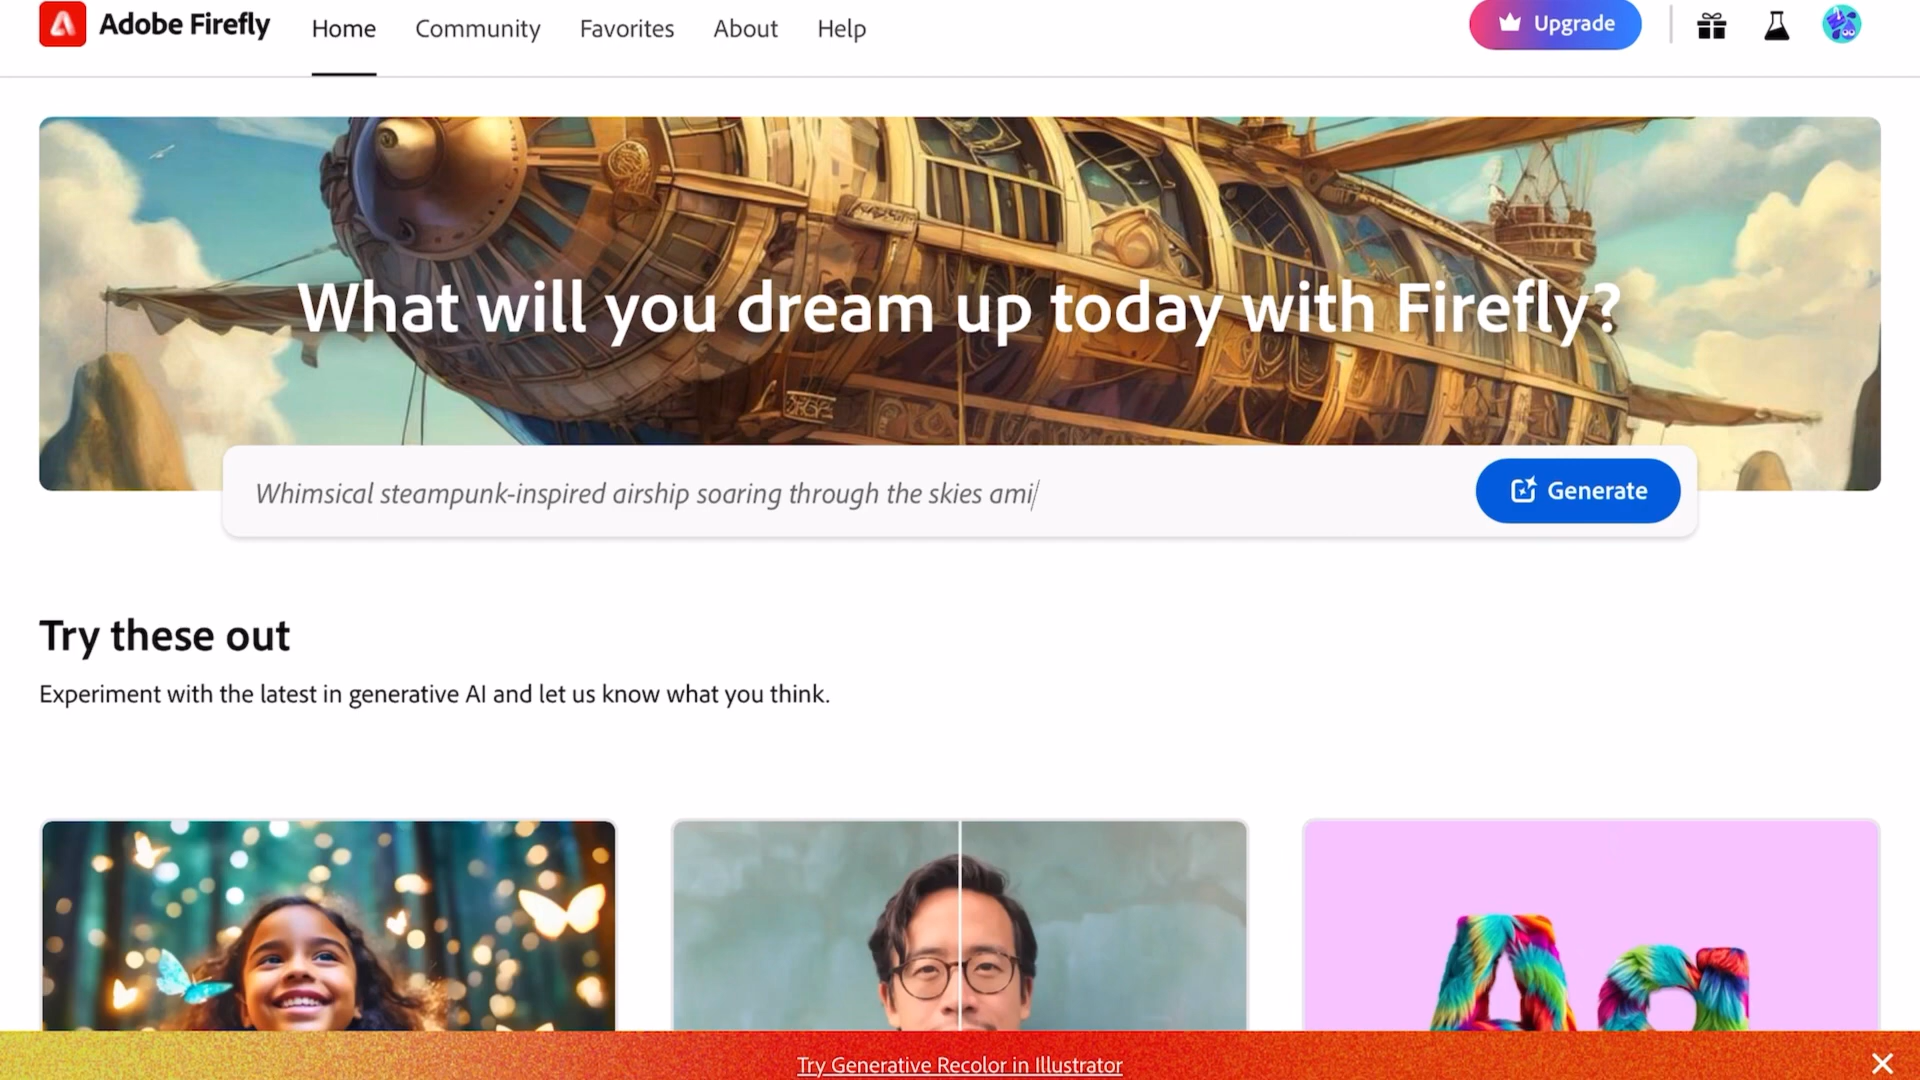 Adobe Firefly
Home
Community
Favorites
About
Help
Upgrade
What will you dream up today with Firefly?
Whimsical steampunk-inspired airship soaring through the skies ami
Generate
Try these out
Experiment with the latest in generative AI and let us know what you think.
Aa
Try Generative Recolor in Illustrator